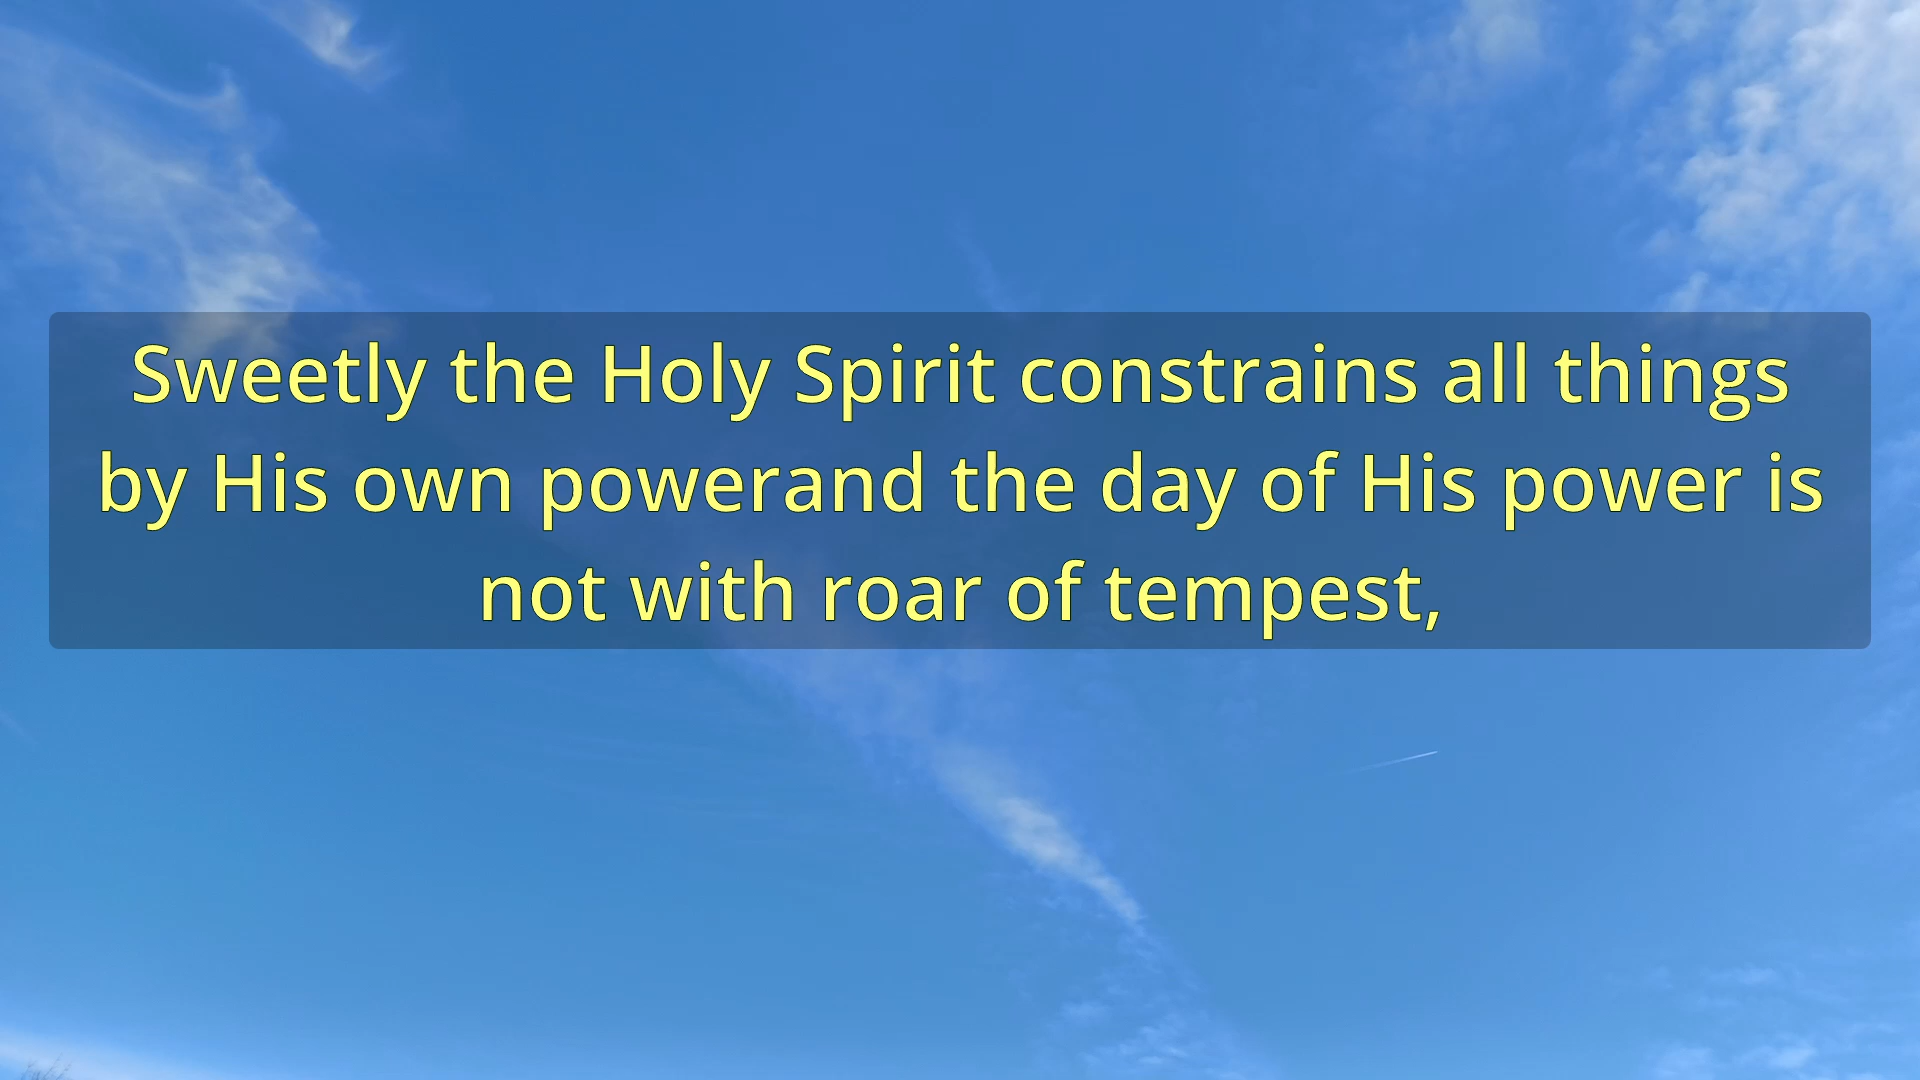 Sweetly the Holy Spirit constrains all things
by His own powerand the day of His power is
not with roar of tempest,